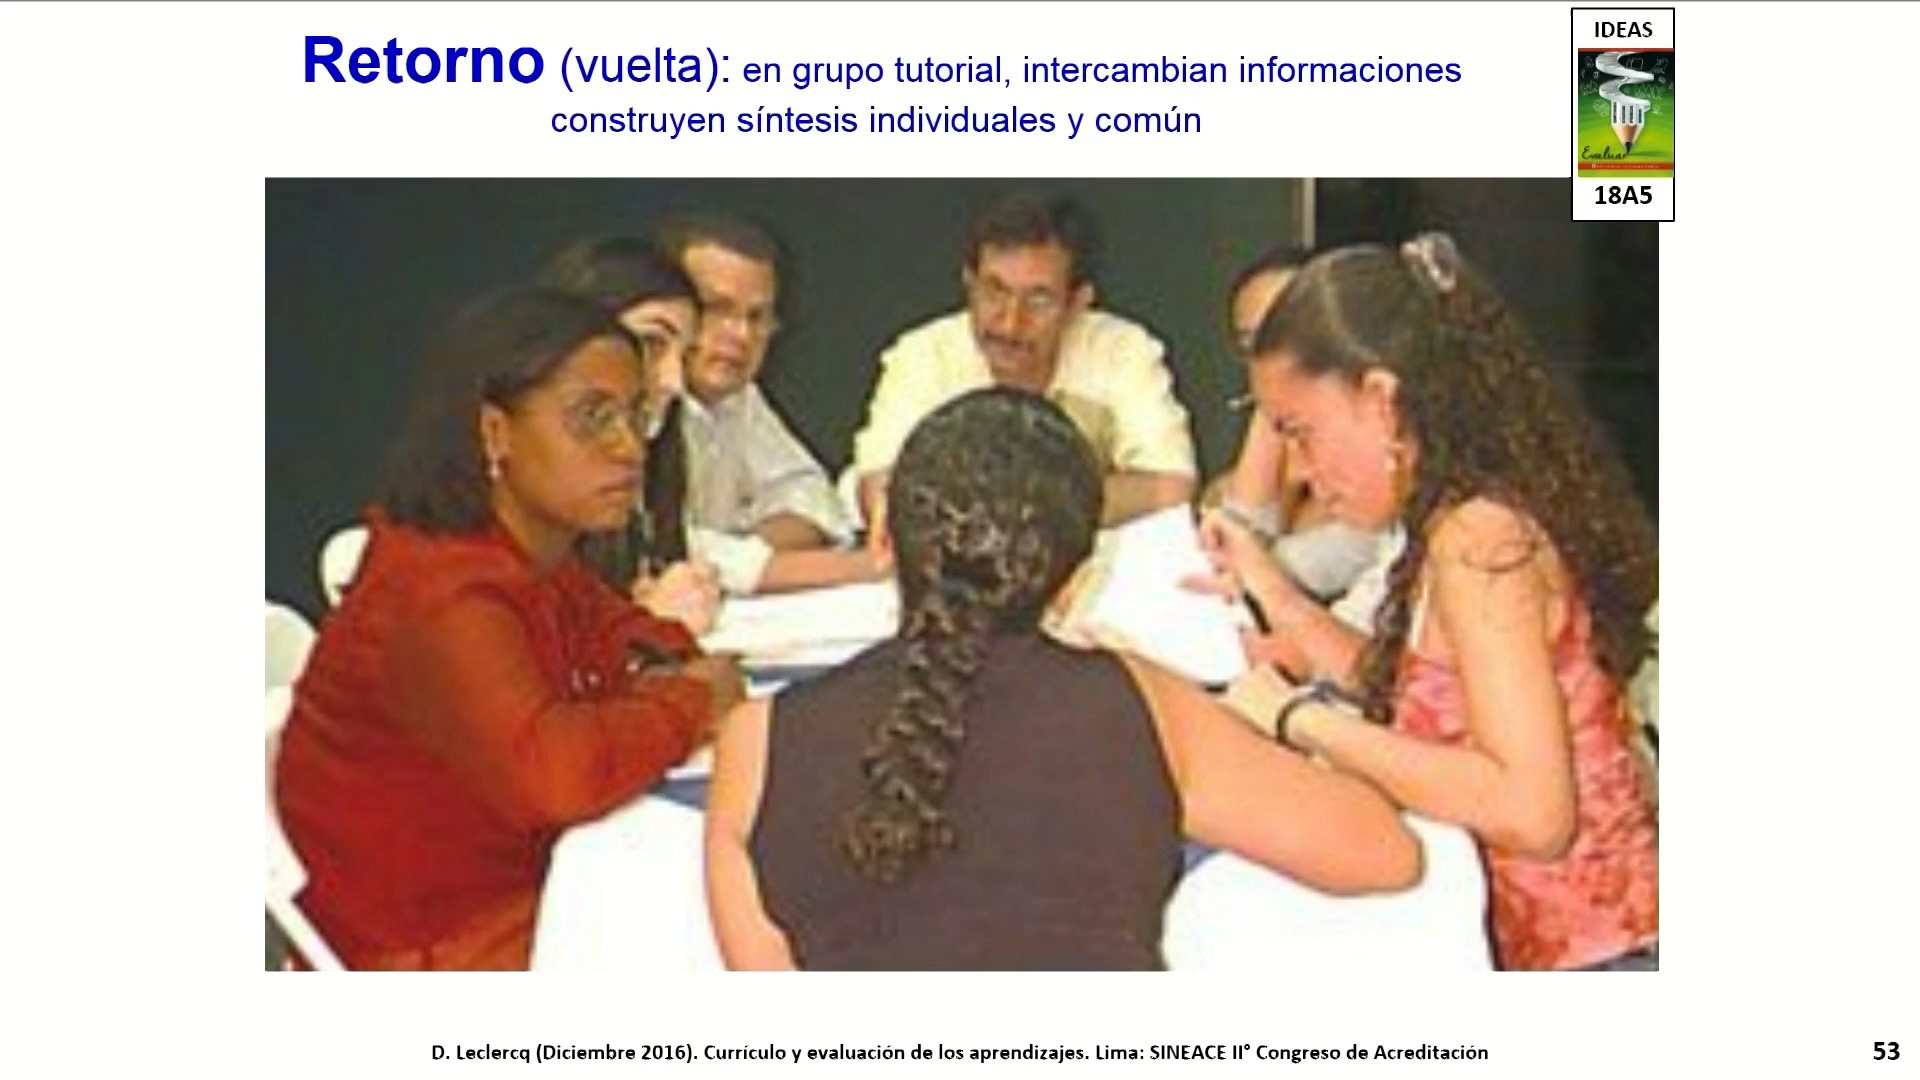 Retorno (vuelta): en grupo tutorial, intercambian informaciones
construyen síntesis individuales y común
IDEAS
Evaluar
18A5
D. Leclercq (Diciembre 2016). Currículo y evaluación de los aprendizajes. Lima: SINEACE II° Congreso de Acreditación
53